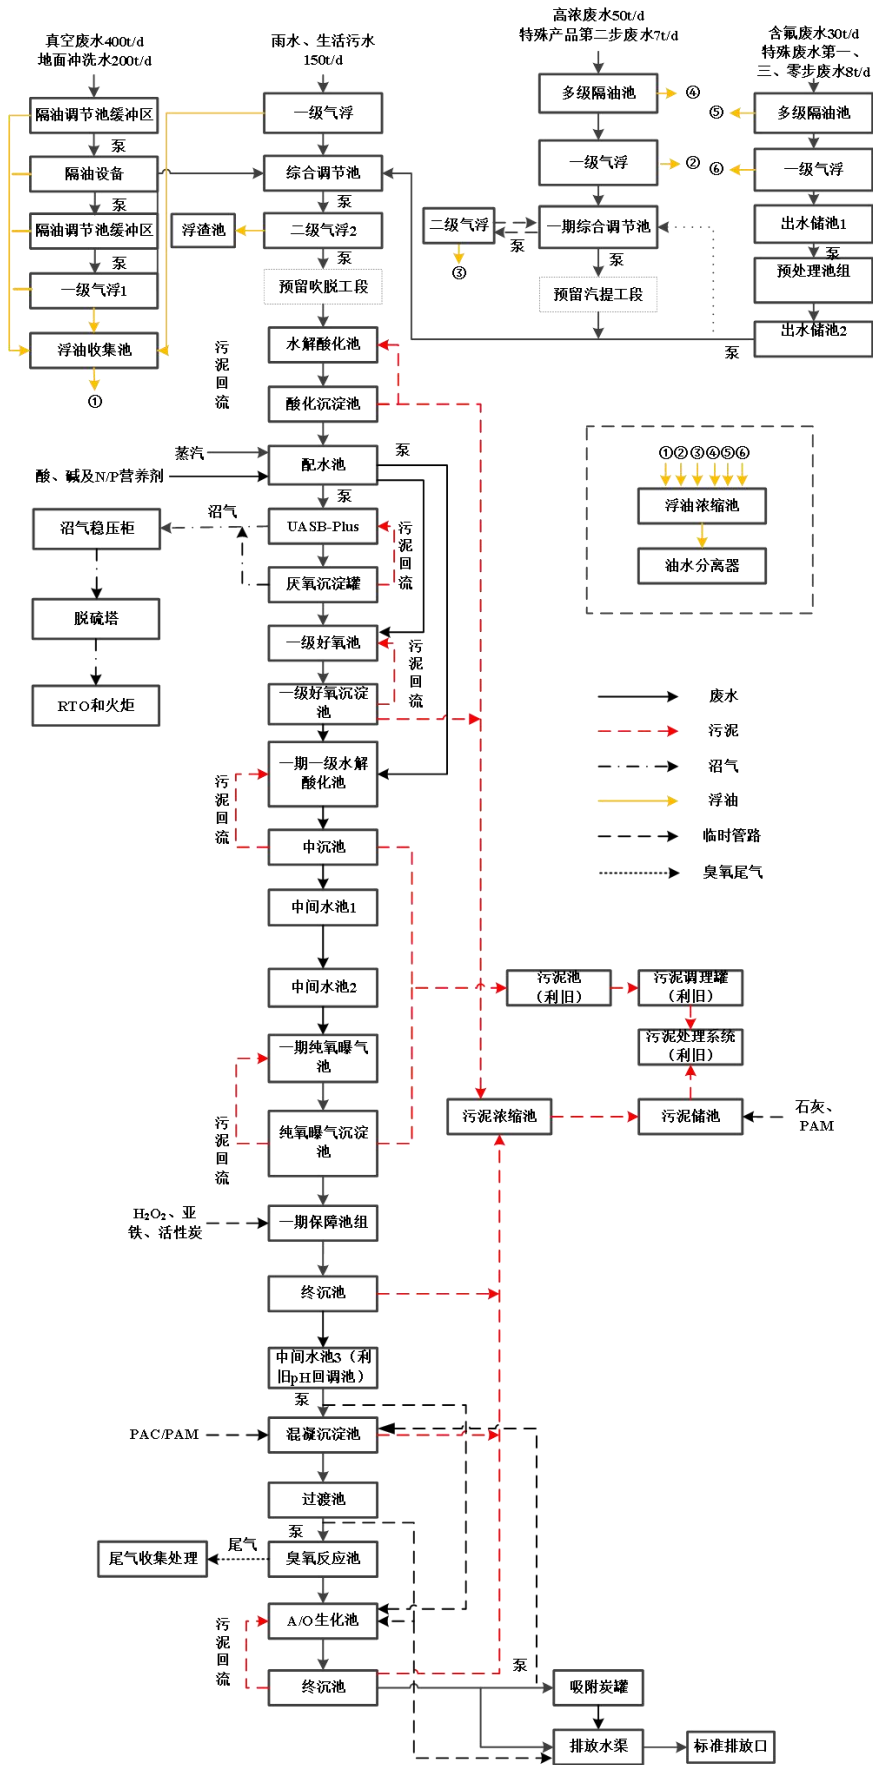 真空废水400t/d
地面冲洗水200t/d
雨水、生活污水
150t/d
高浓废水50t/d
特殊产品第二步废水7t/d
含氟废水30t/d
特殊废水第一、
三、零步废水8t/d
隔油调节池缓冲区
泵
隔油设备
泵
隔油调节池缓冲区
泵
一级气浮1
浮油收集池
①
一级气浮
综合调节池
泵
浮渣池
二级气浮2
泵
预留吹脱工段
水解酸化池
污
泥
回
流
酸化沉淀池
多级隔油池
④
一级气浮
②
二级气浮
泵
③
一期综合调节池
泵
预留汽提工段
⑤
多级隔油池
⑥
一级气浮
出水储池1
泵
预处理池组
出水储池2
泵
蒸汽
酸、碱及N/P营养剂
配水池
泵
泵
沼气
沼气稳压柜
UASB-Plus
污
泥
回
流
厌氧沉淀罐
脱硫塔
一级好氧池
污
泥
回
流
RTO和火炬
一级好氧沉淀
池
①②③④⑤⑥
浮油浓缩池
油水分离器
废水
污泥
沼气
浮油
临时管路
臭氧尾气
一期一级水解
酸化池
污
泥
回
流
中沉池
中间水池1
中间水池2
污泥池
（利旧）
污泥调理罐
（利旧）
污泥处理系统
（利旧）
一期纯氧曝气
池
污
泥
回
流
纯氧曝气沉淀
池
污泥浓缩池
污泥储池
石灰、
PAM
H₂O₂、亚
铁、活性炭
一期保障池组
终沉池
中间水池3（利
旧pH回调池）
泵
PAC/PAM
混凝沉淀池
过渡池
泵
尾气
尾气收集处理
臭氧反应池
A/O生化池
污
泥
回
流
终沉池
泵
吸附炭罐
排放水渠
标准排放口